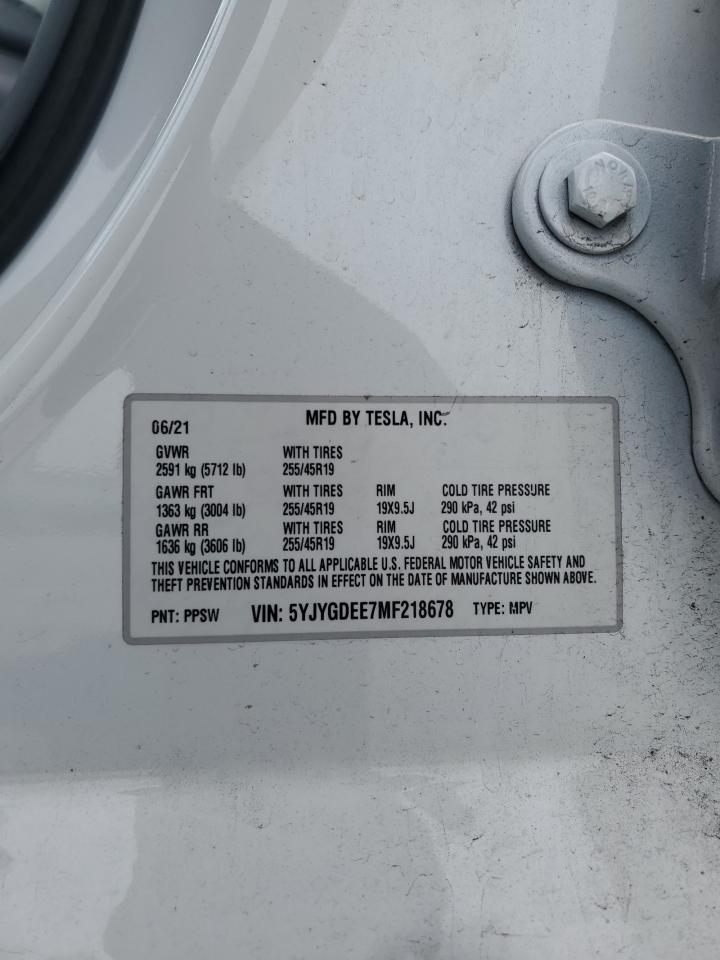 06/21 MFD BY TESLA, INC.
GVWR WITH TIRES
2591 kg (5712 lb) 255/45R19
GAWR FRT WITH TIRES RIM COLD TIRE PRESSURE
1363 kg (3004 lb) 255/45R19 19X9.5J 290 kPa, 42 psi
GAWR RR WITH TIRES RIM COLD TIRE PRESSURE
1636 kg (3606 lb) 255/45R19 19X9.5J 290 kPa, 42 psi
THIS VEHICLE CONFORMS TO ALL APPLICABLE U.S. FEDERAL MOTOR VEHICLE SAFETY AND
THEFT PREVENTION STANDARDS IN EFFECT ON THE DATE OF MANUFACTURE SHOWN ABOVE.
PNT: PPSW VIN: 5YJYGDEE7MF218678 TYPE: MPV